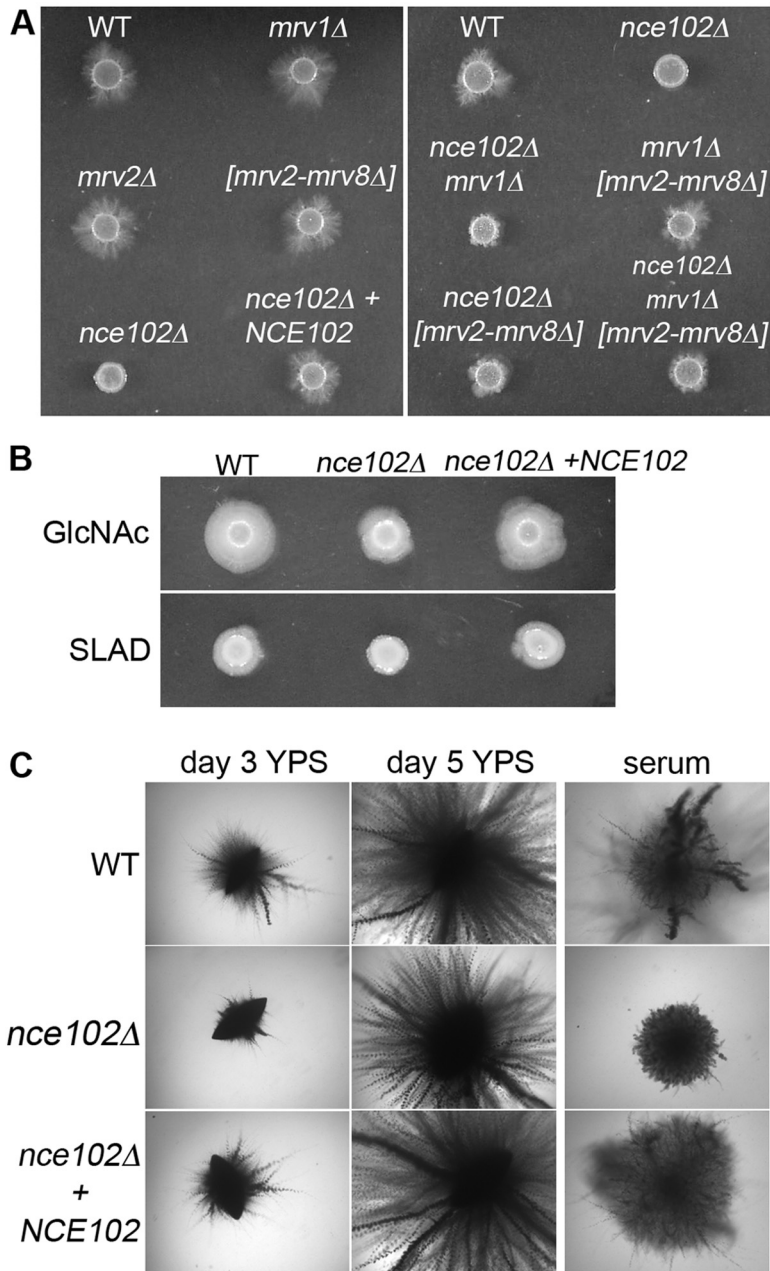 A
WT mrv1Δ
mrv2Δ [mrv2-mrv8Δ]
nce102Δ +
nce102Δ NCE102
WT nce102Δ
nce102Δ mrv1Δ
mrv1Δ [mrv2-mrv8Δ]
nce102Δ
nce102Δ mrv1Δ
[mrv2-mrv8Δ] [mrv2-mrv8Δ]
B
WT nce102Δ nce102Δ +NCE102
GlcNAc
SLAD
C
day 3 YPS day 5 YPS serum
WT
nce102Δ
nce102Δ
+
NCE102